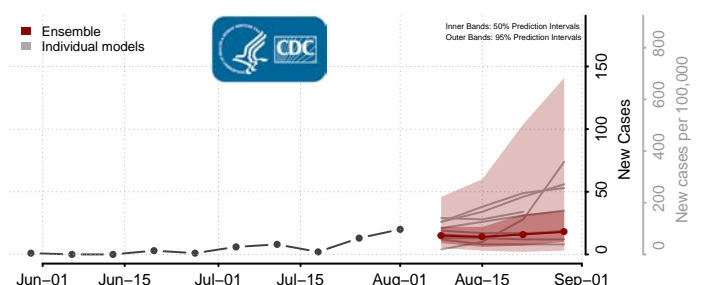 Ensemble
Individual models
CDC
Inner Bands: 50% Prediction Intervals
Outer Bands: 95% Prediction Intervals
0
50
100
150
New Cases
0
200
400
600
800
New cases per 100,000
Jun−01
Jun−15
Jul−01
Jul−15
Aug−01
Aug−15
Sep−01